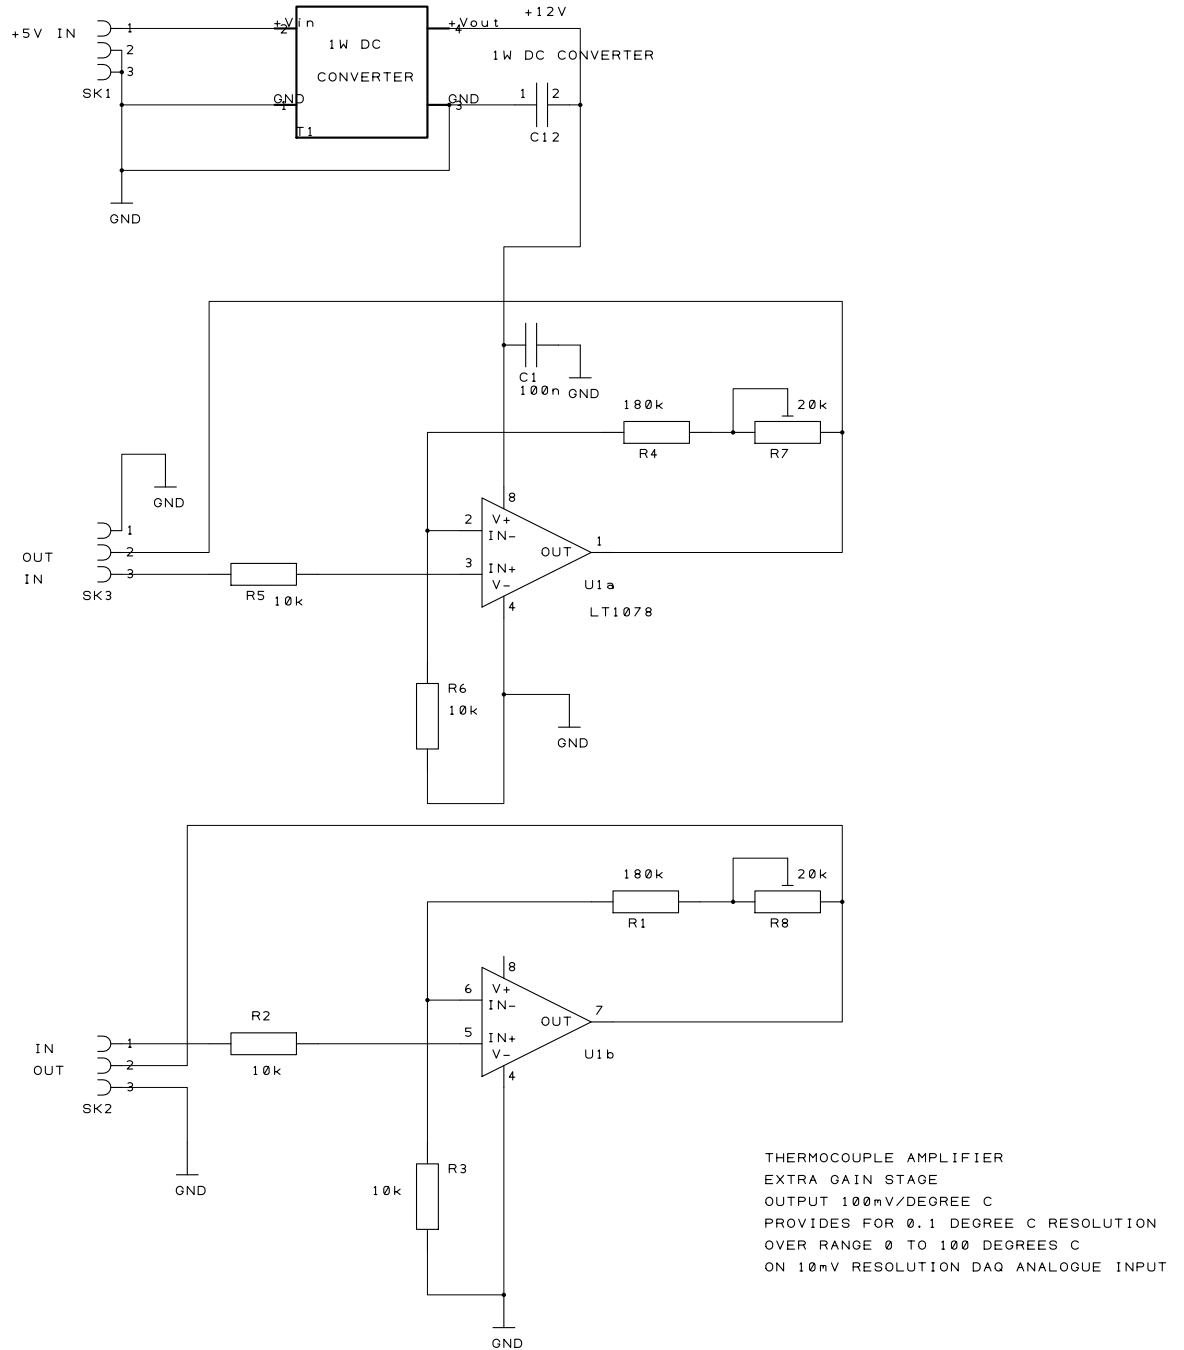 +5V IN
1
2
3
SK1
+Vin
2
1W DC
CONVERTER
GND
1
T1
+Vout
4
+12V
1W DC CONVERTER
GND
3
1 2
C12
GND
C1
100n
GND
180k
R4
20k
R7
GND
1
2
3
OUT
IN
SK3
R5
10k
2
3
8
V+
IN-
OUT
IN+
V-
4
1
U1a
LT1078
R6
10k
GND
180k
R1
20k
R8
IN
OUT
1
2
3
SK2
R2
10k
6
5
8
V+
IN-
OUT
IN+
V-
4
7
U1b
GND
R3
10k
GND
THERMOCOUPLE AMPLIFIER
EXTRA GAIN STAGE
OUTPUT 100mV/DEGREE C
PROVIDES FOR 0.1 DEGREE C RESOLUTION
OVER RANGE 0 TO 100 DEGREES C
ON 10mV RESOLUTION DAQ ANALOGUE INPUT